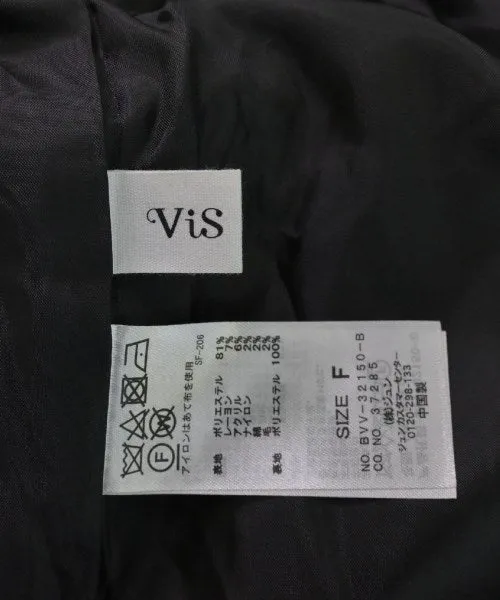 ViS
アイロンはあて布を使用
SF-206
表地 ポリエステル 81%
レーヨン 7%
アクリル 6%
ナイロン 2%
綿 2%
毛 2%
裏地 ポリエステル 100%
SIZE F
NO.BVV-32150-B
CO.NO.37285
(株)ジュン
ジュンカスタマーセンター
0120-298-133
中国製